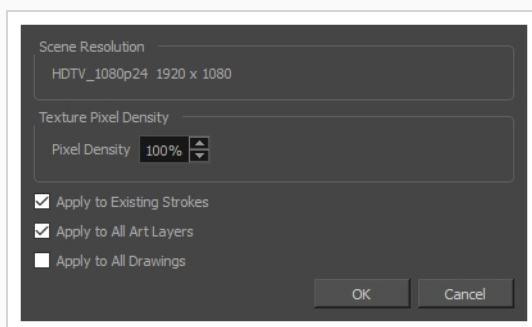 Scene Resolution
HDTV_1080p24 1920 x 1080
Texture Pixel Density
Pixel Density 100%
Apply to Existing Strokes
Apply to All Art Layers
Apply to All Drawings
OK Cancel